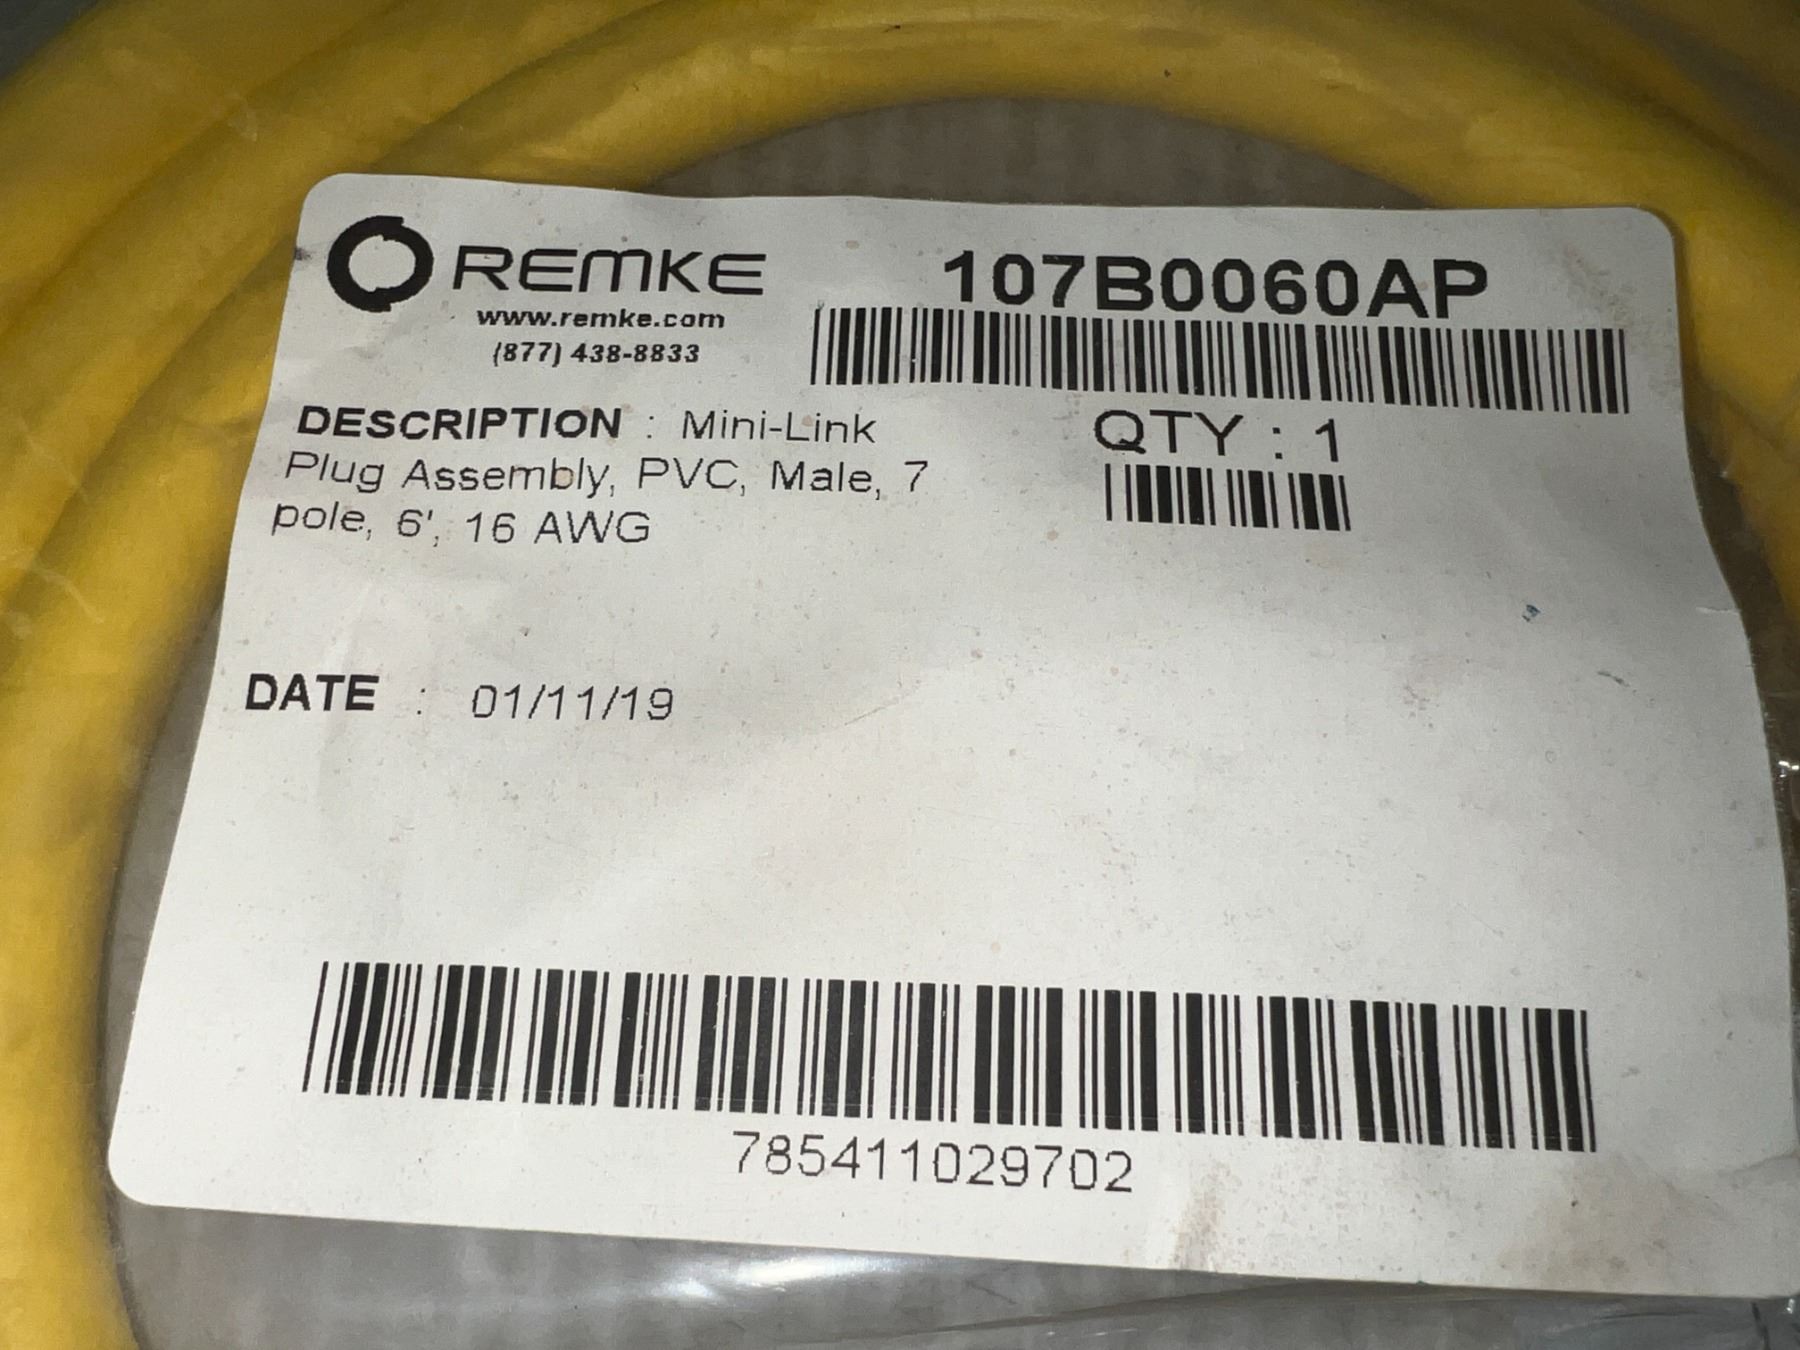 REMKE
www.remke.com
(877) 438-8833
107B0060AP
DESCRIPTION : Mini-Link
Plug Assembly, PVC, Male, 7
pole, 6', 16 AWG
QTY : 1
DATE : 01/11/19
785411029702